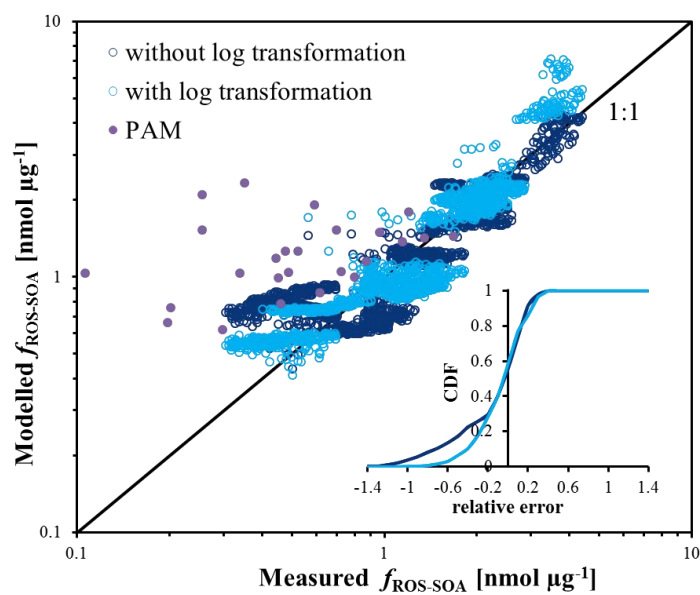 10
without log transformation
with log transformation
PAM
1:1
Modelled fROS-SOA [nmol µg-1]
1
1
0.8
0.6
CDF
0.4
0.2
0
-1.4 -1 -0.6 -0.2 0.2 0.6 1 1.4
relative error
0.1
0.1 1 10
Measured fROS-SOA [nmol µg-1]